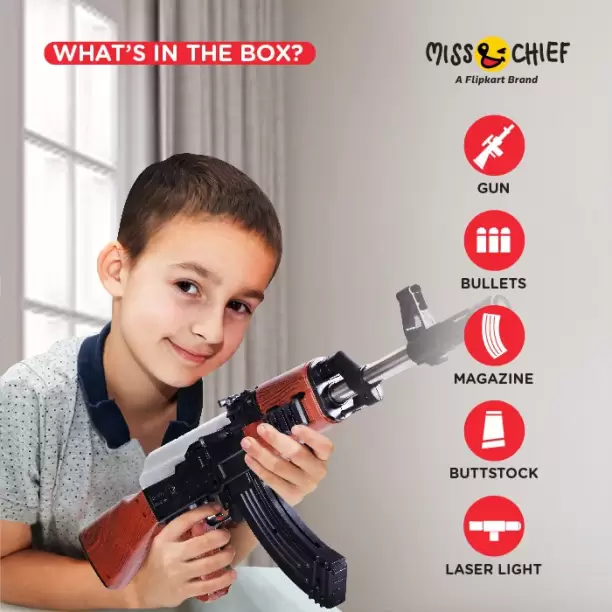 WHAT'S IN THE BOX?
MISS CHIEF
A Flipkart Brand
GUN
BULLETS
MAGAZINE
BUTTSTOCK
LASER LIGHT